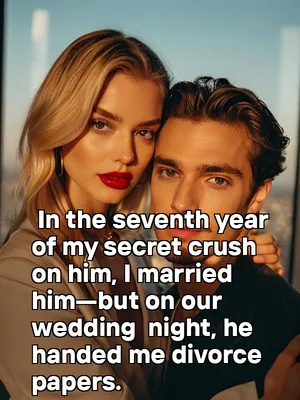 In the seventh year
of my secret crush
on him, I married
him—but on our
wedding night, he
handed me divorce
papers.